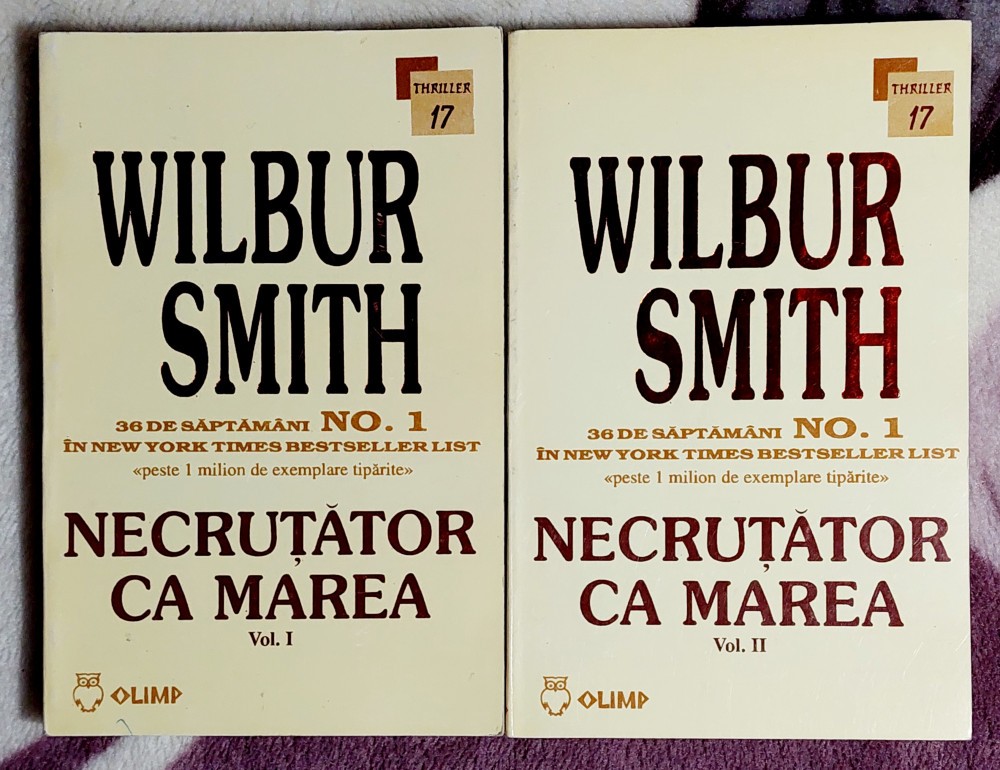 THRILLER
17
WILBUR
SMITH
36 DE SĂPTĂMÂNI NO. 1
ÎN NEW YORK TIMES BESTSELLER LIST
«peste 1 milion de exemplare tipărite»
NECRUȚĂTOR
CA MAREA
Vol. I
OLIMP
THRILLER
17
WILBUR
SMITH
36 DE SĂPTĂMÂNI NO. 1
ÎN NEW YORK TIMES BESTSELLER LIST
«peste 1 milion de exemplare tipărite»
NECRUȚĂTOR
CA MAREA
Vol. II
OLIMP